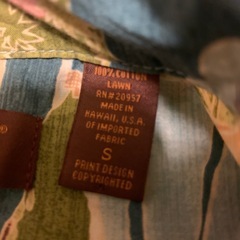 100% COTTON
LAWN
RN#20957
MADE IN
HAWAII, U.S.A.
OF IMPORTED
FABRIC
S
PRINT DESIGN
COPYRIGHTED
®